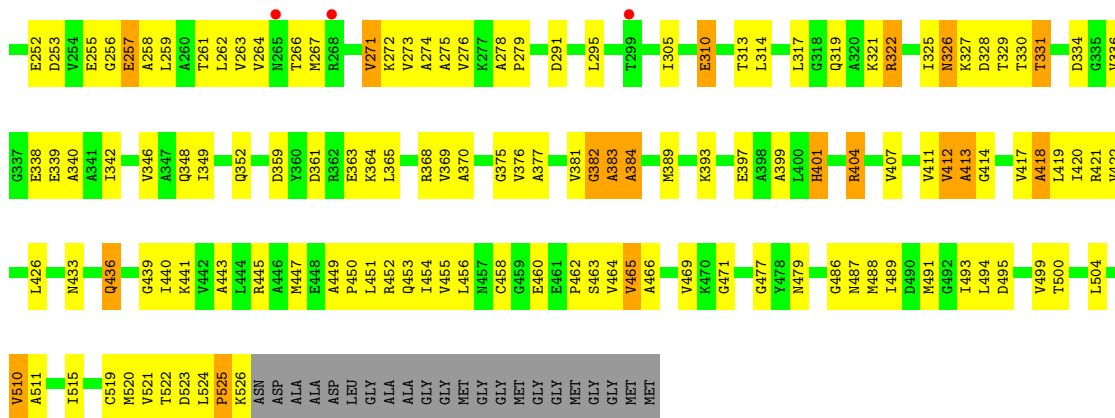 E252 D253 V254 E255 G256 E257 A258 L259 A260 T261 L262 V263 V264 N265 T266 M267 R268 V271 K272 V273 A274 A275 V276 K277 A278 P279 D291 L295 T299 I305 E310 T313 L314 L317 G318 Q319 A320 K321 R322 I325 N326 K327 D328 T329 T330 T331 D334 G335 V336
G337 E338 E339 A340 A341 I342 V346 A347 Q348 I349 Q352 D359 Y360 D361 R362 E363 K364 L365 R368 V369 A370 G375 V376 A377 V381 G382 A383 A384 M389 K393 E397 A398 A399 L400 H401 R404 V407 V411 V412 A413 G414 V417 A418 L419 I420 R421
L426 N433 Q436 G439 I440 K441 V442 A443 L444 R445 A446 M447 E448 A449 P450 L451 R452 Q453 I454 V455 L456 N457 C458 G459 E460 E461 P462 S463 V464 V465 A466 V469 K470 G471 G477 Y478 N479 G486 N487 M488 I489 D490 M491 G492 I493 L494 D495 V499 T500 L504
V510 A511 I515 C519 M520 V521 T522 D523 L524 P525 K526 ASN ASP ALA ALA ASP LEU GLY ALA ALA GLY GLY MET GLY GLY MET GLY GLY MET GLY GLY MET MET